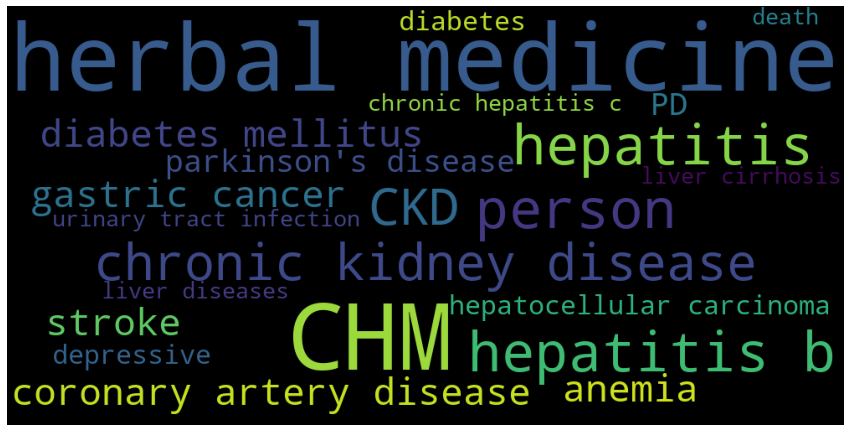 diabetes
death
herbal medicine
chronic hepatitis c
PD
diabetes mellitus
hepatitis
parkinson's disease
liver cirrhosis
gastric cancer
CKD
person
urinary tract infection
chronic kidney disease
liver diseases
CHM
hepatocellular carcinoma
stroke
hepatitis b
depressive
coronary artery disease
anemia